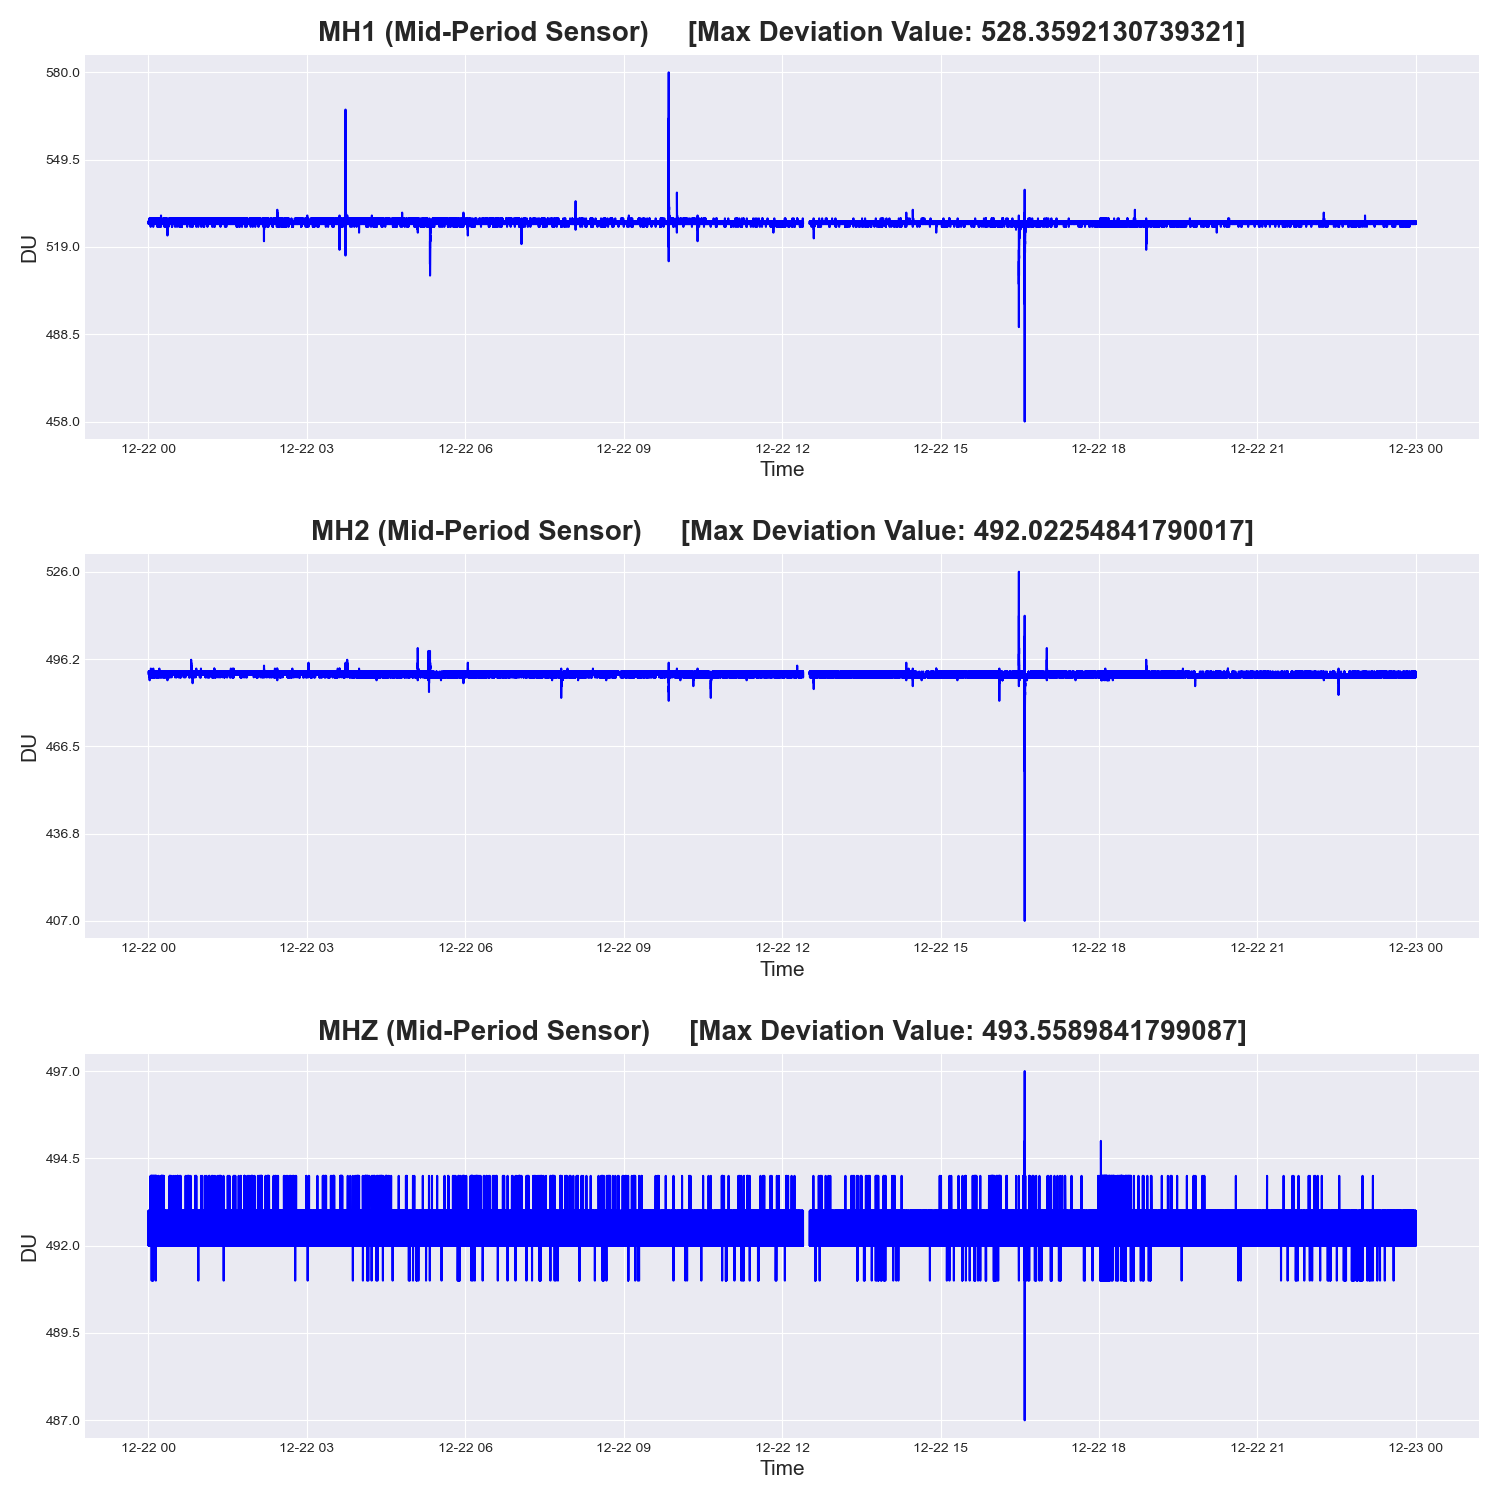 MH1 (Mid-Period Sensor) [Max Deviation Value: 528.3592130739321]
580.0
549.5
519.0
488.5
458.0
DU
12-22 00 12-22 03 12-22 06 12-22 09 12-22 12 12-22 15 12-22 18 12-22 21 12-23 00
Time
MH2 (Mid-Period Sensor) [Max Deviation Value: 492.02254841790017]
526.0
496.2
466.5
436.8
407.0
DU
12-22 00 12-22 03 12-22 06 12-22 09 12-22 12 12-22 15 12-22 18 12-22 21 12-23 00
Time
MHZ (Mid-Period Sensor) [Max Deviation Value: 493.5589841799087]
497.0
494.5
492.0
489.5
487.0
DU
12-22 00 12-22 03 12-22 06 12-22 09 12-22 12 12-22 15 12-22 18 12-22 21 12-23 00
Time